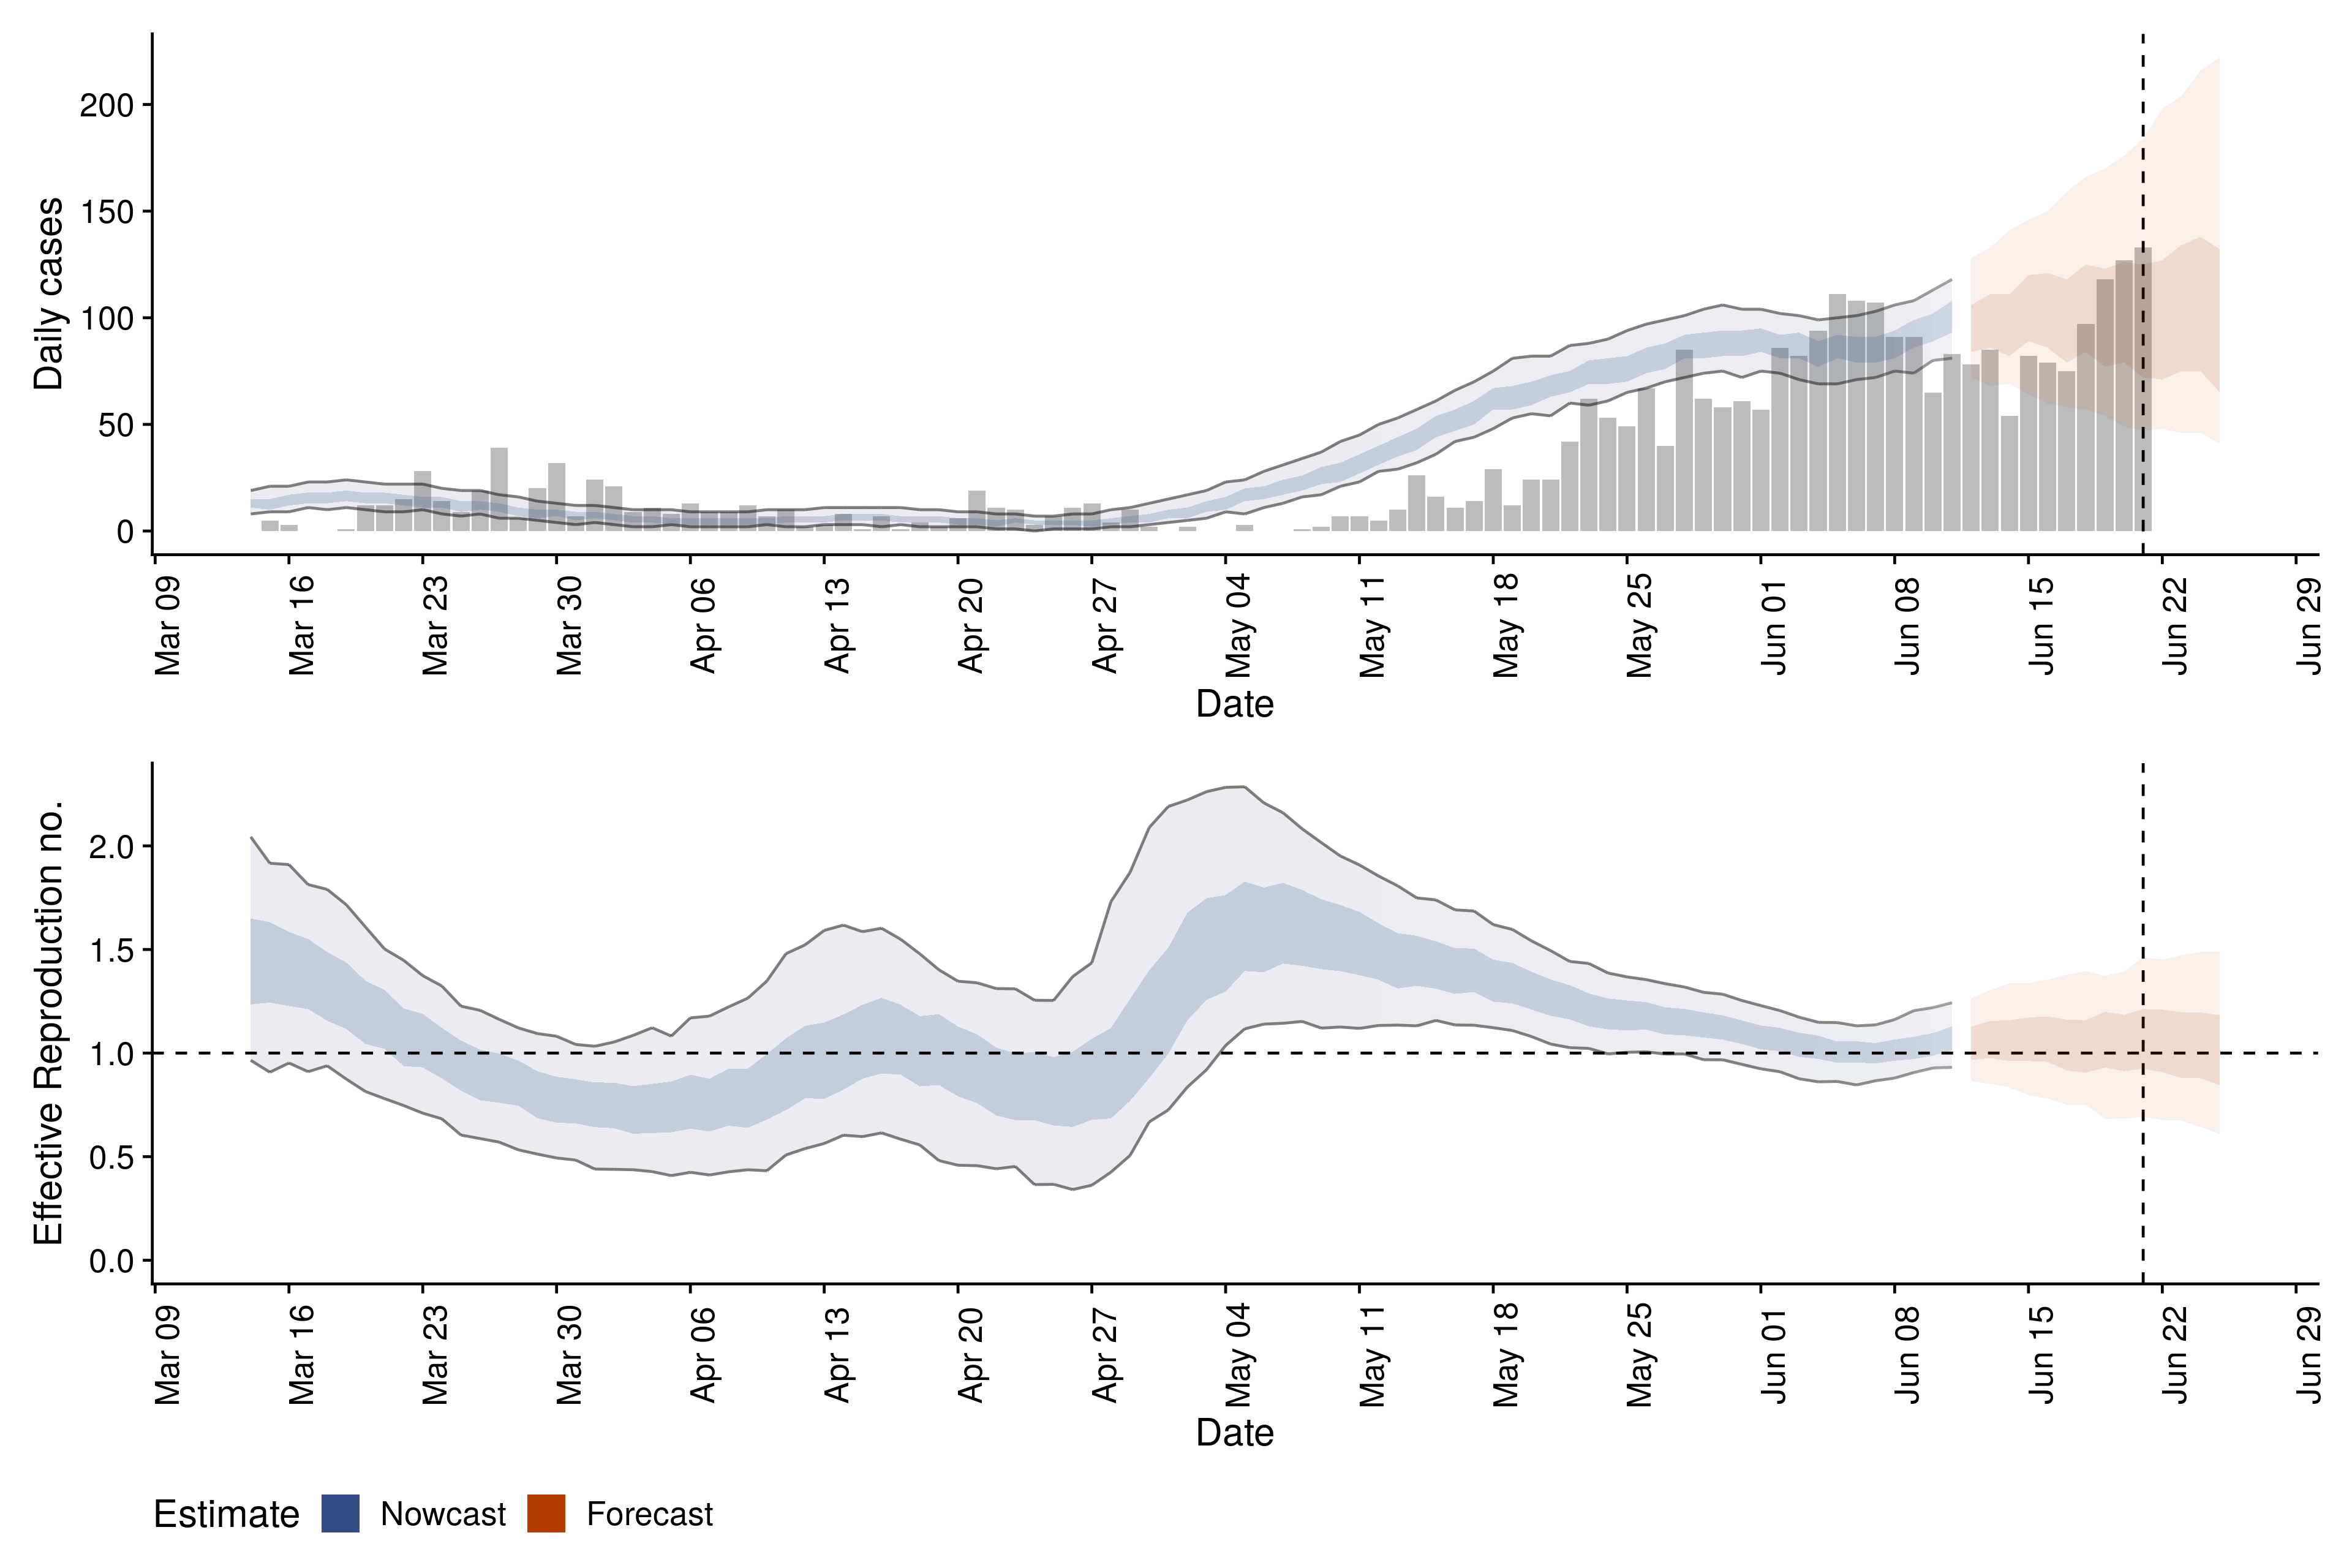 Daily cases
200
150
100
50
0
Mar 09 Mar 16 Mar 23 Mar 30 Apr 06 Apr 13 Apr 20 Apr 27 May 04 May 11 May 18 May 25 Jun 01 Jun 08 Jun 15 Jun 22 Jun 29
Date
Effective Reproduction no.
2.0
1.5
1.0
0.5
0.0
Mar 09 Mar 16 Mar 23 Mar 30 Apr 06 Apr 13 Apr 20 Apr 27 May 04 May 11 May 18 May 25 Jun 01 Jun 08 Jun 15 Jun 22 Jun 29
Date
Estimate Nowcast Forecast